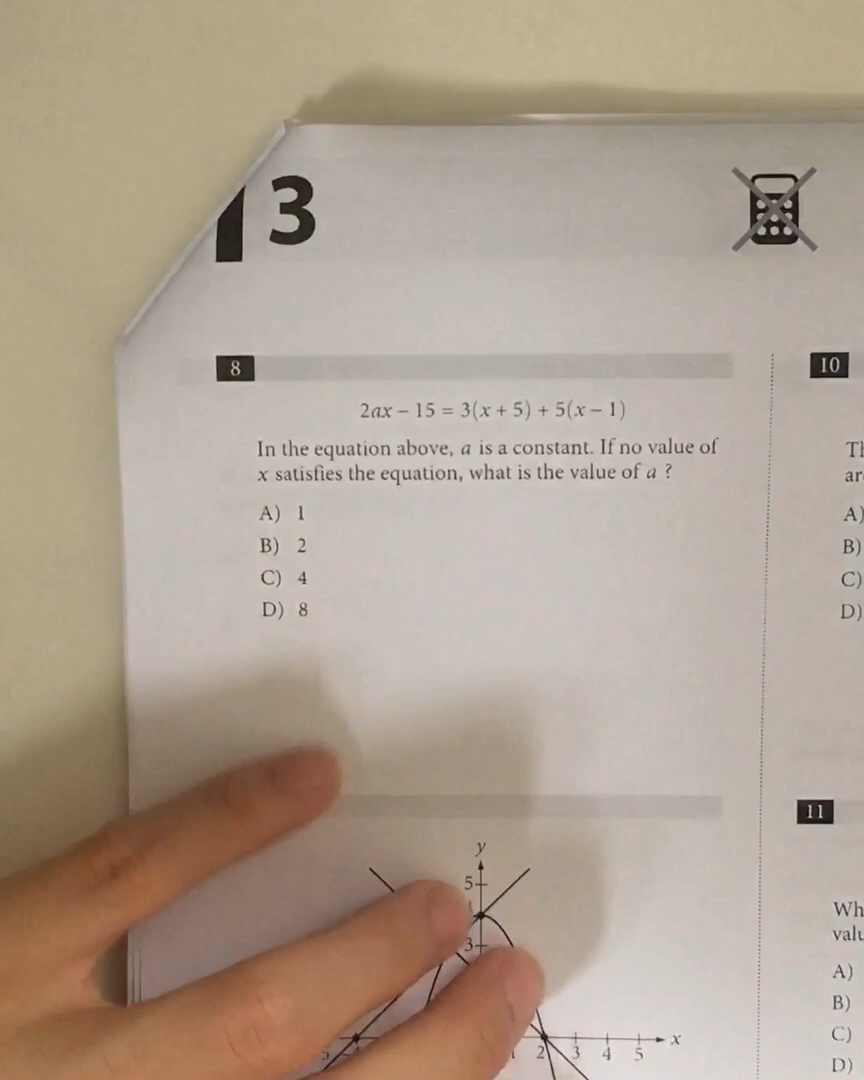 3
8
2ax – 15 = 3(x + 5) + 5(x – 1)
In the equation above, a is a constant. If no value of
x satisfies the equation, what is the value of a ?
A) 1
B) 2
C) 4
D) 8
y
5
3
2 3 4 5 x
10
A)
B)
C)
D)
11
A)
B)
C)
D)